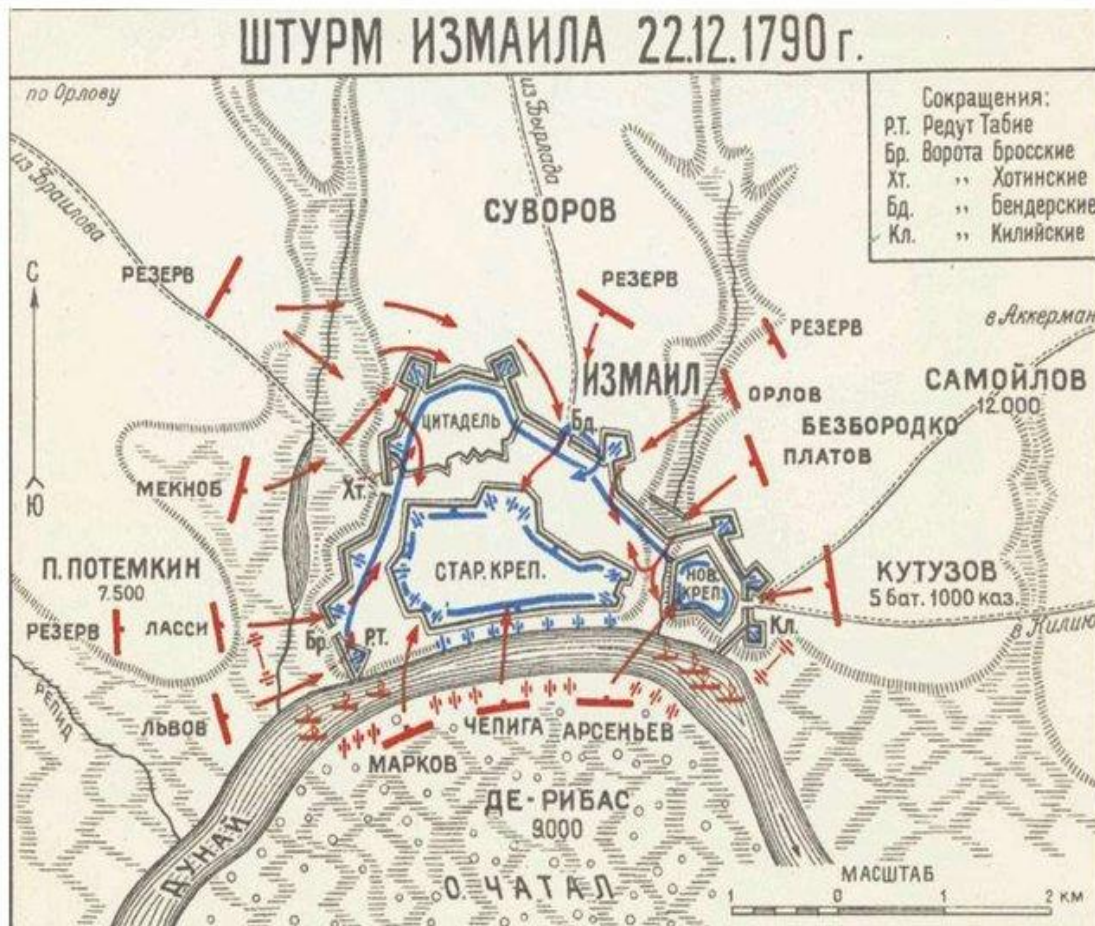 ШТУРМ ИЗМАИЛА 22.12.1790 г.
по Орлову
из Браилова
из Бырлада
Сокращения:
Р.Т. Редут Табие
Бр. Ворота Бросские
Хт. ,, Хотинские
Бд. ,, Бендерские
Кл. ,, Килийские
СУВОРОВ
С
Ю
РЕЗЕРВ
РЕЗЕРВ
РЕЗЕРВ
в Аккерман
ИЗМАИЛ
ОРЛОВ
САМОЙЛОВ
12.000
БЕЗБОРОДКО
ПЛАТОВ
ЦИТАДЕЛЬ
Бд.
Хт.
МЕКНОБ
П. ПОТЕМКИН
7.500
РЕЗЕРВ
ЛАССИ
СТАР. КРЕП.
НОВ.
КРЕП.
КУТУЗОВ
5 бат. 1000 каз.
Бр.
Р.Т.
Кл.
в Килию
РЕПИД
ЛЬВОВ
МАРКОВ
ЧЕПИГА
АРСЕНЬЕВ
ДЕ-РИБАС
9.000
ДУНАЙ
О. ЧАТАЛ
МАСШТАБ
1 0 1 2 км